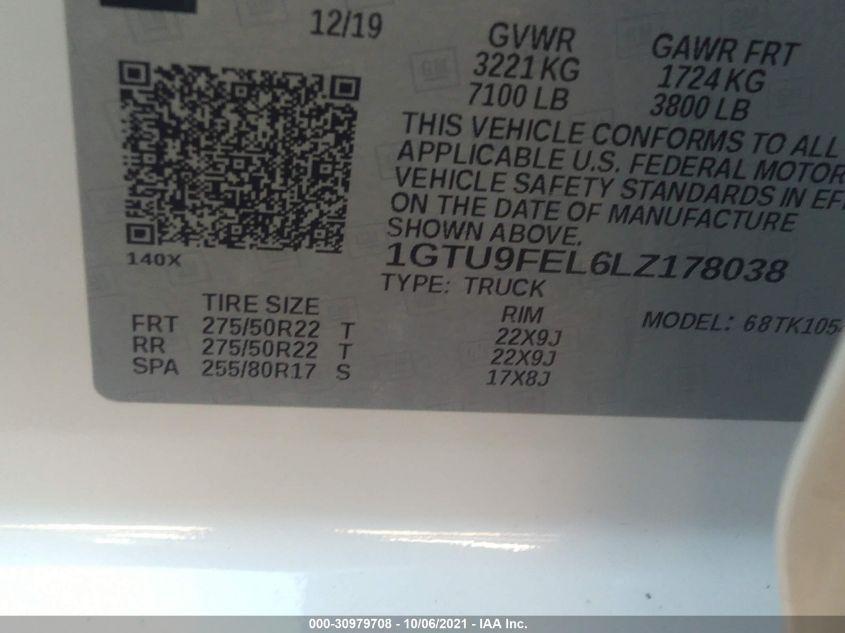 12/19
GVWR
3221 KG
7100 LB
GAWR FRT
1724 KG
3800 LB
THIS VEHICLE CONFORMS TO ALL
APPLICABLE U.S. FEDERAL MOTOR
VEHICLE SAFETY STANDARDS IN EF
ON THE DATE OF MANUFACTURE
SHOWN ABOVE.
140X
1GTU9FEL6LZ178038
TYPE: TRUCK
MODEL: 68TK105
TIRE SIZE
RIM
FRT 275/50R22 T 22X9J
RR 275/50R22 T 22X9J
SPA 255/80R17 S 17X8J
000-30979708 - 10/06/2021 - IAA Inc.